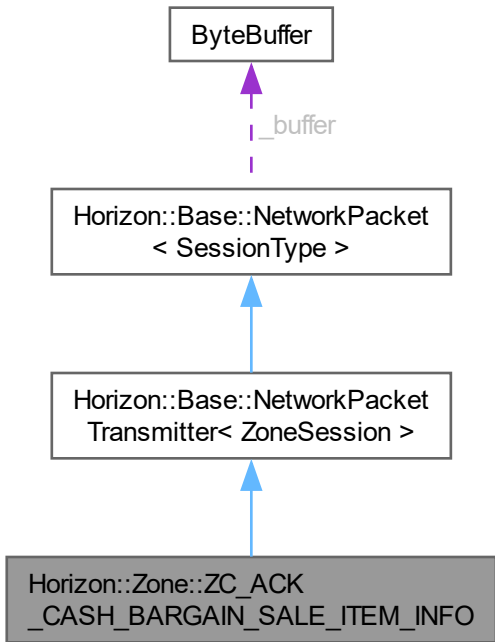 ByteBuffer
_buffer
Horizon::Base::NetworkPacket
< SessionType >
Horizon::Base::NetworkPacket
Transmitter< ZoneSession >
Horizon::Zone::ZC_ACK
_CASH_BARGAIN_SALE_ITEM_INFO